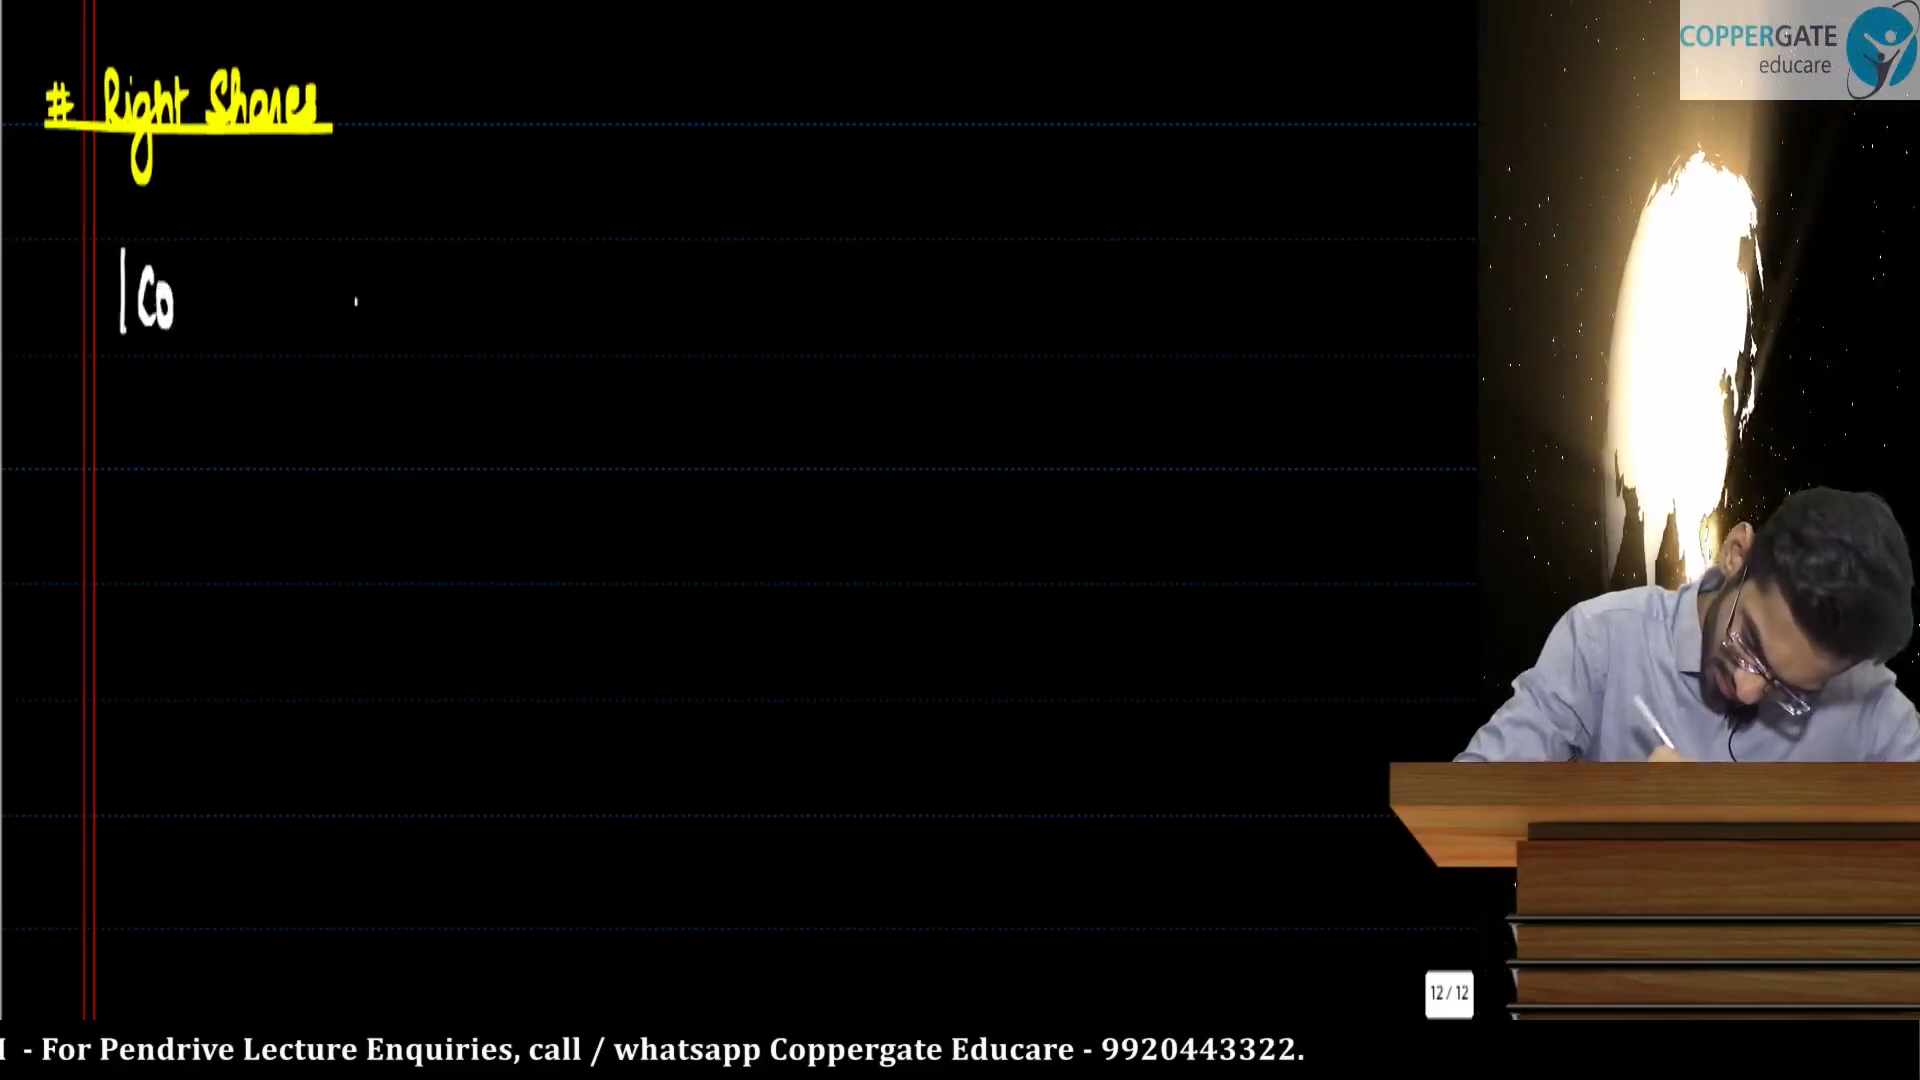 COPPERGATE
educare
# Right Shares
| Co
12 / 12
- For Pendrive Lecture Enquiries, call / whatsapp Coppergate Educare - 9920443322.